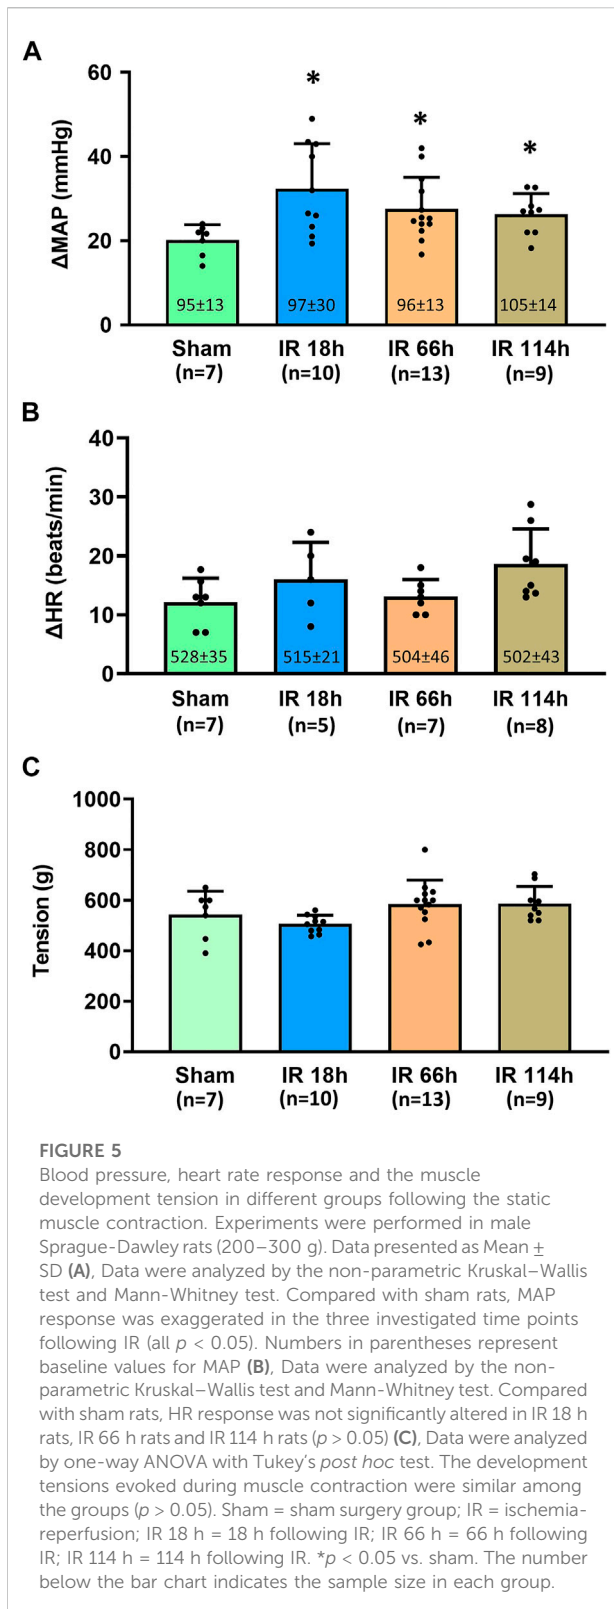 A
60
40
20
0
ΔMAP (mmHg)
*
*
*
95±13
97±30
96±13
105±14
Sham
(n=7)
IR 18h
(n=10)
IR 66h
(n=13)
IR 114h
(n=9)
B
40
30
20
10
0
ΔHR (beats/min)
528±35
515±21
504±46
502±43
Sham
(n=7)
IR 18h
(n=5)
IR 66h
(n=7)
IR 114h
(n=8)
C
1000
800
600
400
200
0
Tension (g)
Sham
(n=7)
IR 18h
(n=10)
IR 66h
(n=13)
IR 114h
(n=9)
FIGURE 5
Blood pressure, heart rate response and the muscle
development tension in different groups following the static
muscle contraction. Experiments were performed in male
Sprague-Dawley rats (200–300 g). Data presented as Mean ±
SD (A), Data were analyzed by the non-parametric Kruskal–Wallis
test and Mann-Whitney test. Compared with sham rats, MAP
response was exaggerated in the three investigated time points
following IR (all p < 0.05). Numbers in parentheses represent
baseline values for MAP (B), Data were analyzed by the non-
parametric Kruskal–Wallis test and Mann-Whitney test. Compared
with sham rats, HR response was not significantly altered in IR 18 h
rats, IR 66 h rats and IR 114 h rats (p > 0.05) (C), Data were analyzed
by one-way ANOVA with Tukey's post hoc test. The development
tensions evoked during muscle contraction were similar among
the groups (p > 0.05). Sham = sham surgery group; IR = ischemia-
reperfusion; IR 18 h = 18 h following IR; IR 66 h = 66 h following
IR; IR 114 h = 114 h following IR. *p < 0.05 vs. sham. The number
below the bar chart indicates the sample size in each group.